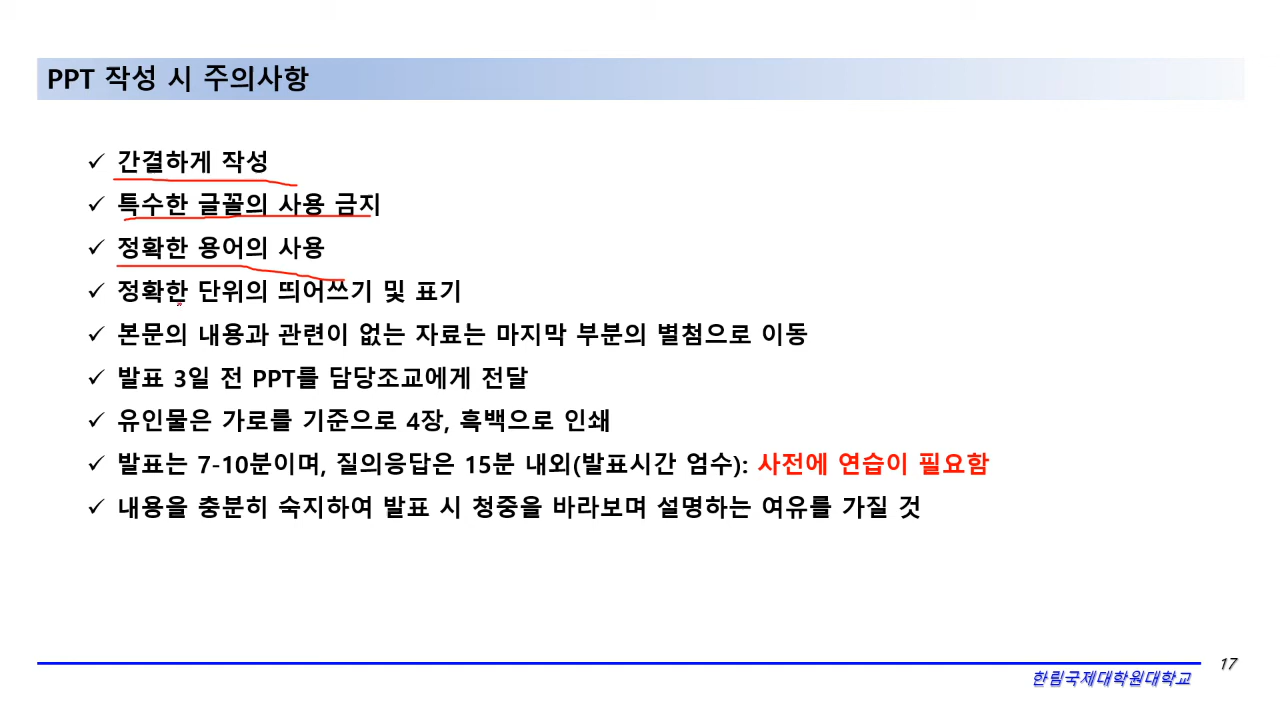 PPT 작성 시 주의사항
✓ 간결하게 작성
✓ 특수한 글꼴의 사용 금지
✓ 정확한 용어의 사용
✓ 정확한 단위의 띄어쓰기 및 표기
✓ 본문의 내용과 관련이 없는 자료는 마지막 부분의 별첨으로 이동
✓ 발표 3일 전 PPT를 담당조교에게 전달
✓ 유인물은 가로를 기준으로 4장, 흑백으로 인쇄
✓ 발표는 7-10분이며, 질의응답은 15분 내외(발표시간 엄수): 사전에 연습이 필요함
✓ 내용을 충분히 숙지하여 발표 시 청중을 바라보며 설명하는 여유를 가질 것
17
한림국제대학원대학교